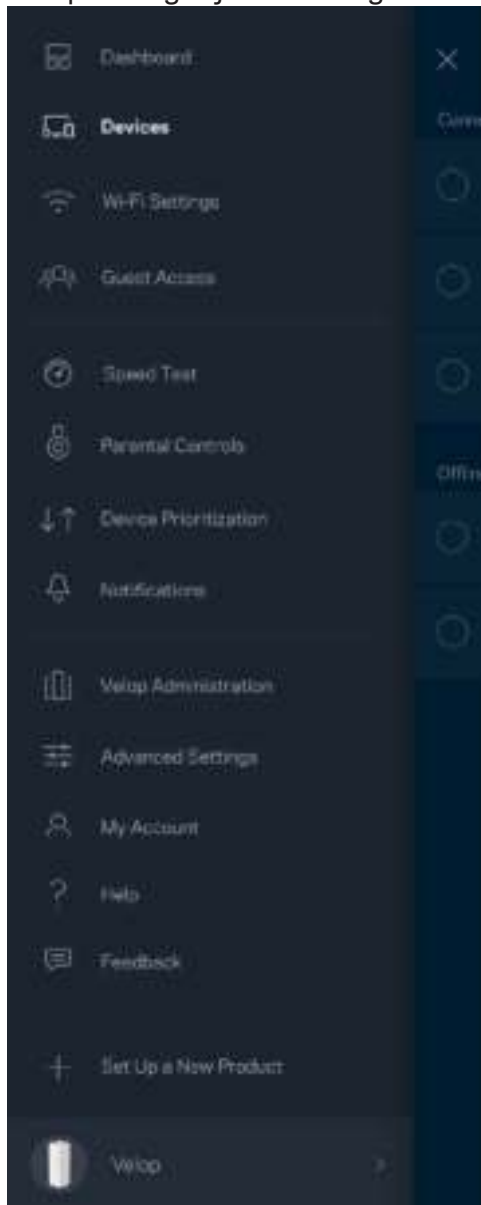 Dashboard
Devices
Wi-Fi Settings
Guest Access
Speed Test
Parental Controls
Device Prioritization
Notifications
Velop Administration
Advanced Settings
My Account
Help
Feedback
Set Up a New Product
Velop